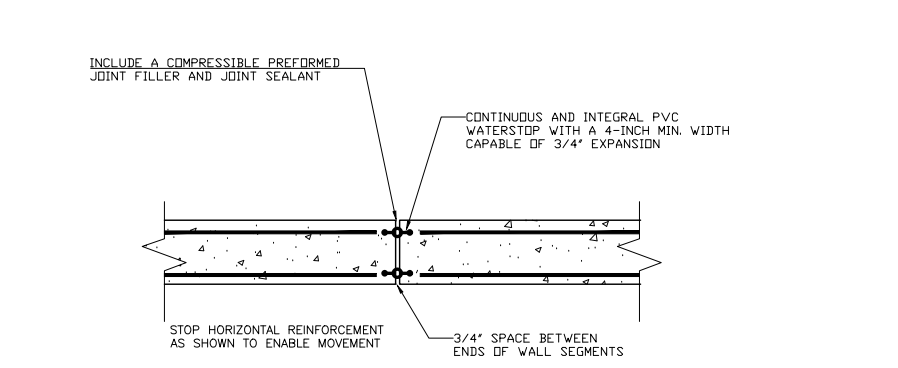 INCLUDE A COMPRESSIBLE PREFORMED
JOINT FILLER AND JOINT SEALANT
CONTINUOUS AND INTEGRAL PVC
WATERSTOP WITH A 4-INCH MIN. WIDTH
CAPABLE OF 3/4" EXPANSION
STOP HORIZONTAL REINFORCEMENT
AS SHOWN TO ENABLE MOVEMENT
3/4" SPACE BETWEEN
ENDS OF WALL SEGMENTS